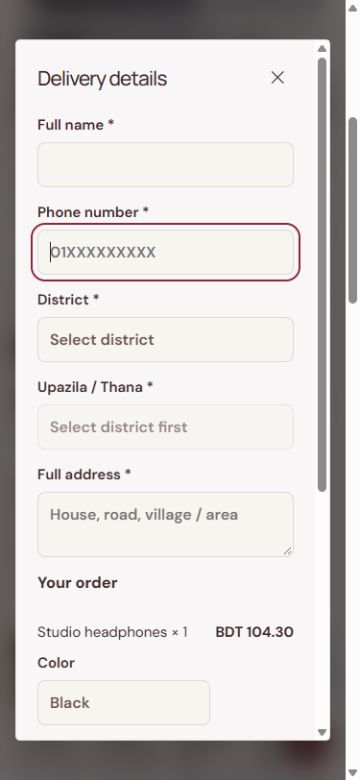 Delivery details
Full name *
Phone number *
01XXXXXXXXX
District *
Select district
Upazila / Thana *
Select district first
Full address *
House, road, village / area
Your order
Studio headphones × 1 BDT 104.30
Color
Black